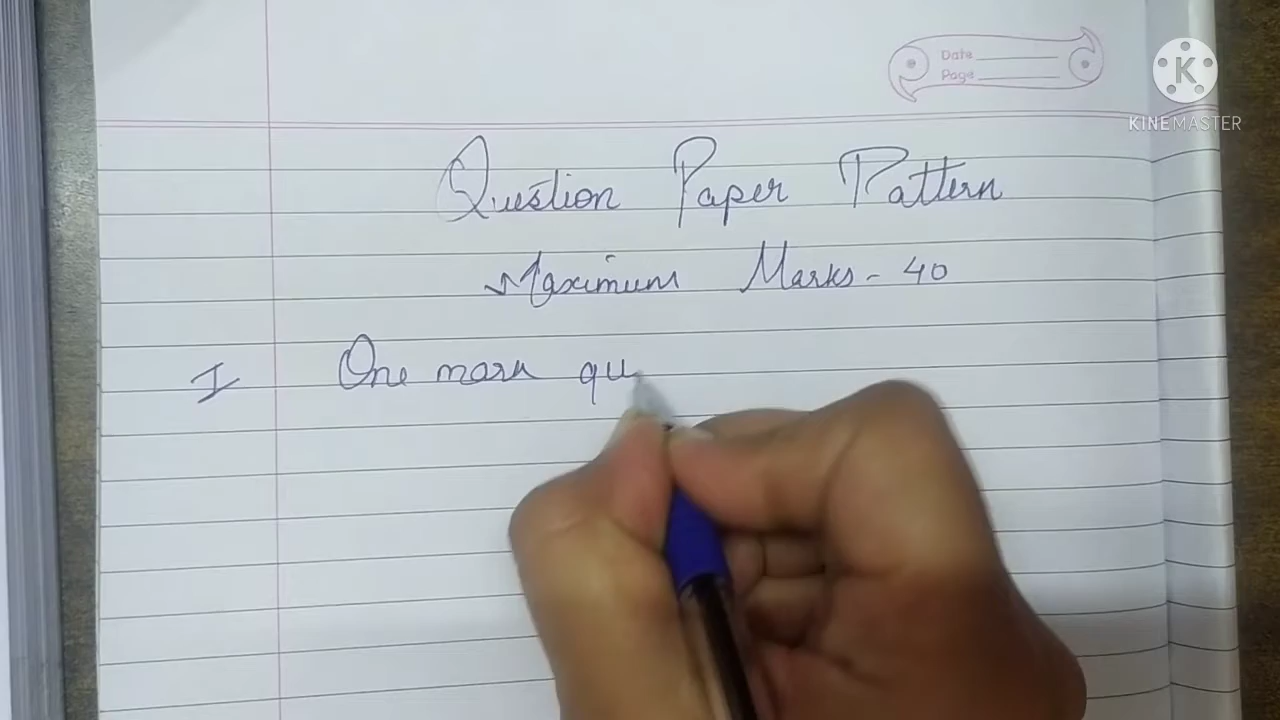 Date
Page
KINEMASTER
Question Paper Pattern
Maximum Marks - 40
I One mark qu